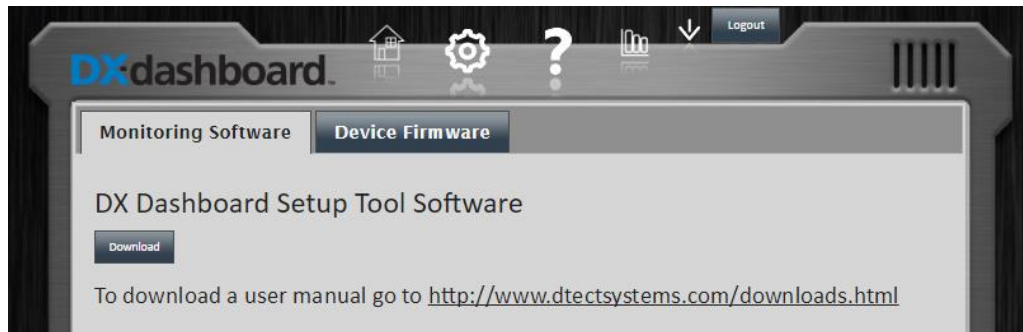 Logout
DXdashboard.
Monitoring Software
Device Firmware
DX Dashboard Setup Tool Software
Download
To download a user manual go to http://www.dtectsystems.com/downloads.html